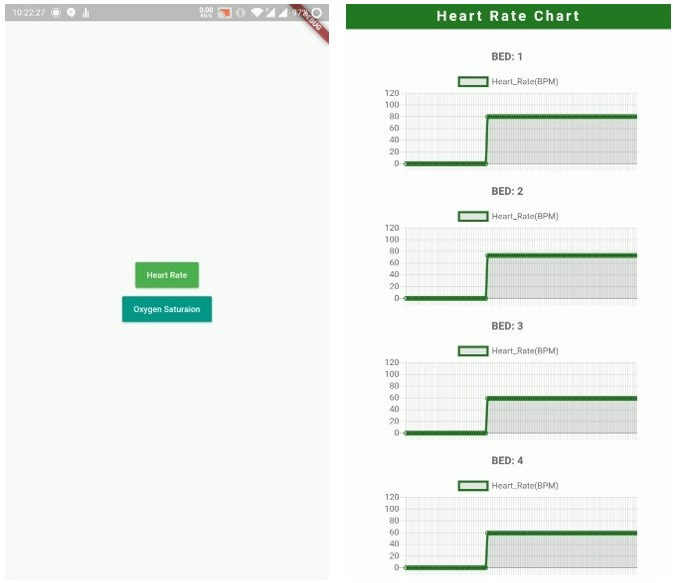 10:22:27
0.00
KB/s
97%
Heart Rate
Oxygen Saturaion
Heart Rate Chart
BED: 1
Heart_Rate(BPM)
120
100
80
60
40
20
0
BED: 2
Heart_Rate(BPM)
120
100
80
60
40
20
0
BED: 3
Heart_Rate(BPM)
120
100
80
60
40
20
0
BED: 4
Heart_Rate(BPM)
120
100
80
60
40
20
0